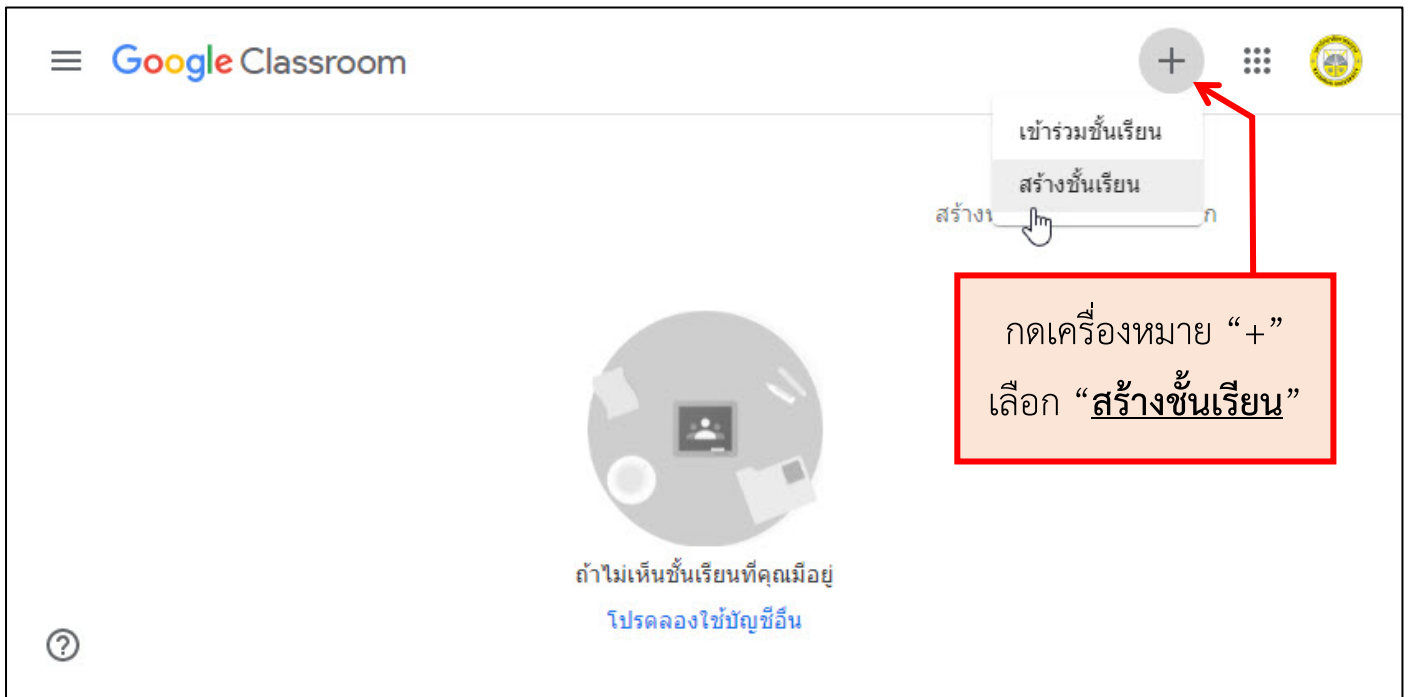 Google Classroom
เข้าร่วมชั้นเรียน
สร้างชั้นเรียน
กดเครื่องหมาย “+”
เลือก “สร้างชั้นเรียน”
ถ้าไม่เห็นชั้นเรียนที่คุณมีอยู่
โปรดลองใช้บัญชีอื่น